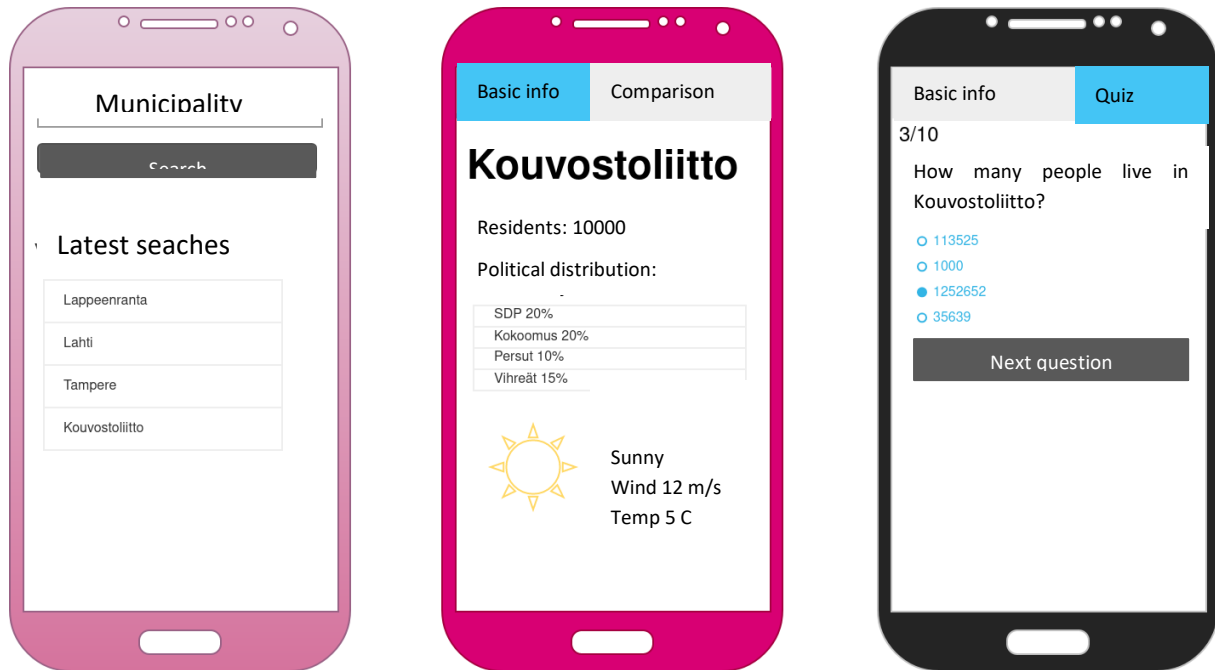 Municipality
Search
Latest seaches
Lappeenranta
Lahti
Tampere
Kouvostoliitto
Basic info
Comparison
Kouvostoliitto
Residents: 10000
Political distribution:
SDP 20%
Kokoomus 20%
Persut 10%
Vihreät 15%
Sunny
Wind 12 m/s
Temp 5 C
Basic info
Quiz
3/10
How many people live in
Kouvostoliitto?
113525
1000
1252652
35639
Next question